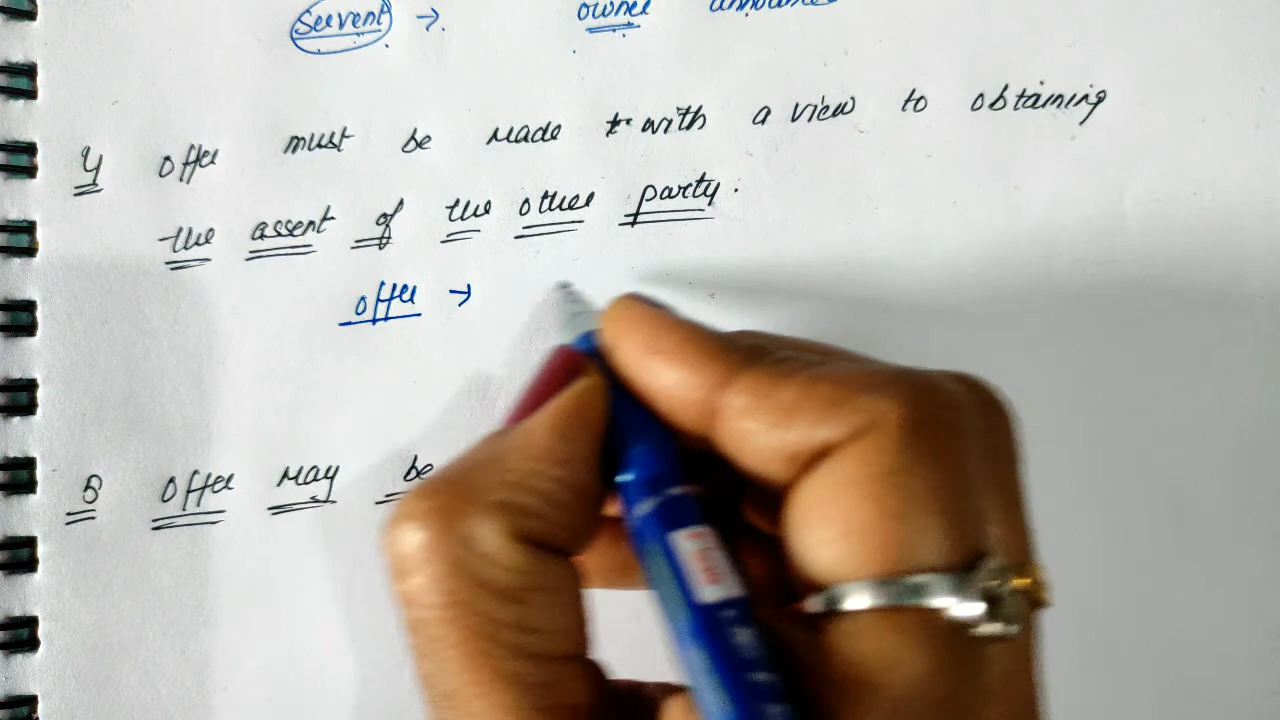 Servent → owner
4 offer must be made with a view to obtaining
the assent of the other party.
offer →
5 offer may be